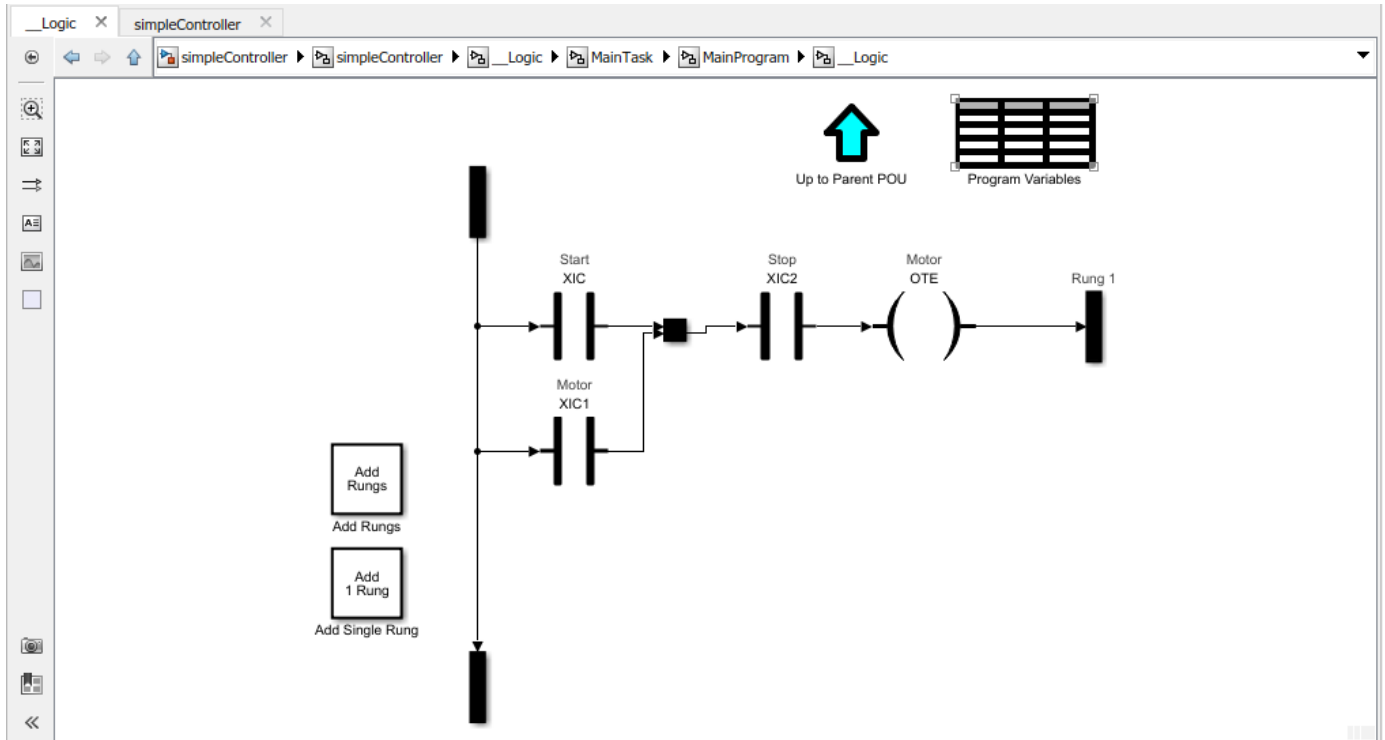 __Logic
simpleController
simpleController simpleController __Logic MainTask MainProgram __Logic
Up to Parent POU
Program Variables
Start
XIC
Stop
XIC2
Motor
OTE
Rung 1
Motor
XIC1
Add
Rungs
Add Rungs
Add
1 Rung
Add Single Rung